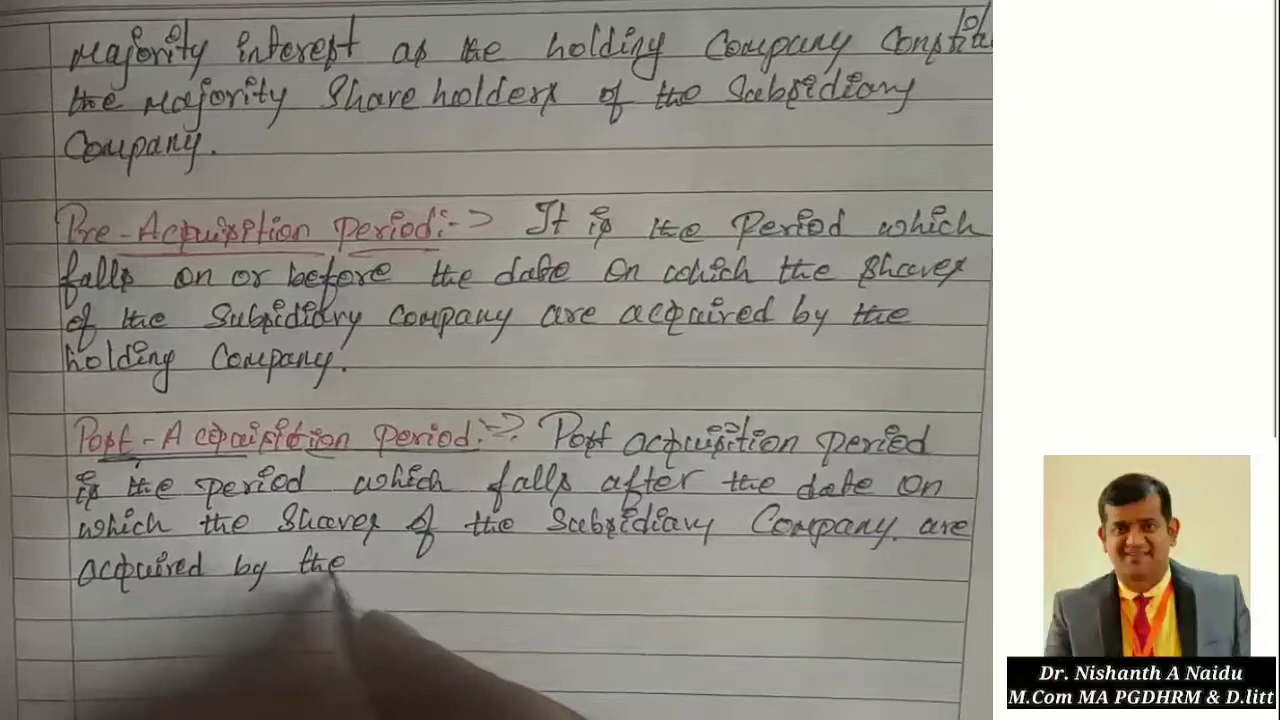 Majority interest as the holding Company
the Majority Share holders of the Subsidiary
Company.
Pre-Acquisition period:-> It is the Period which
falls on or before the date on which the Shares
of the Subsidiary Company are acquired by the
holding Company.
Post-Acquisition period:-> Post acquisition period
is the period which falls after the date on
which the Shares of the Subsidiary Company are
acquired by the
Dr. Nishanth A Naidu
M.Com MA PGDHRM & D.litt